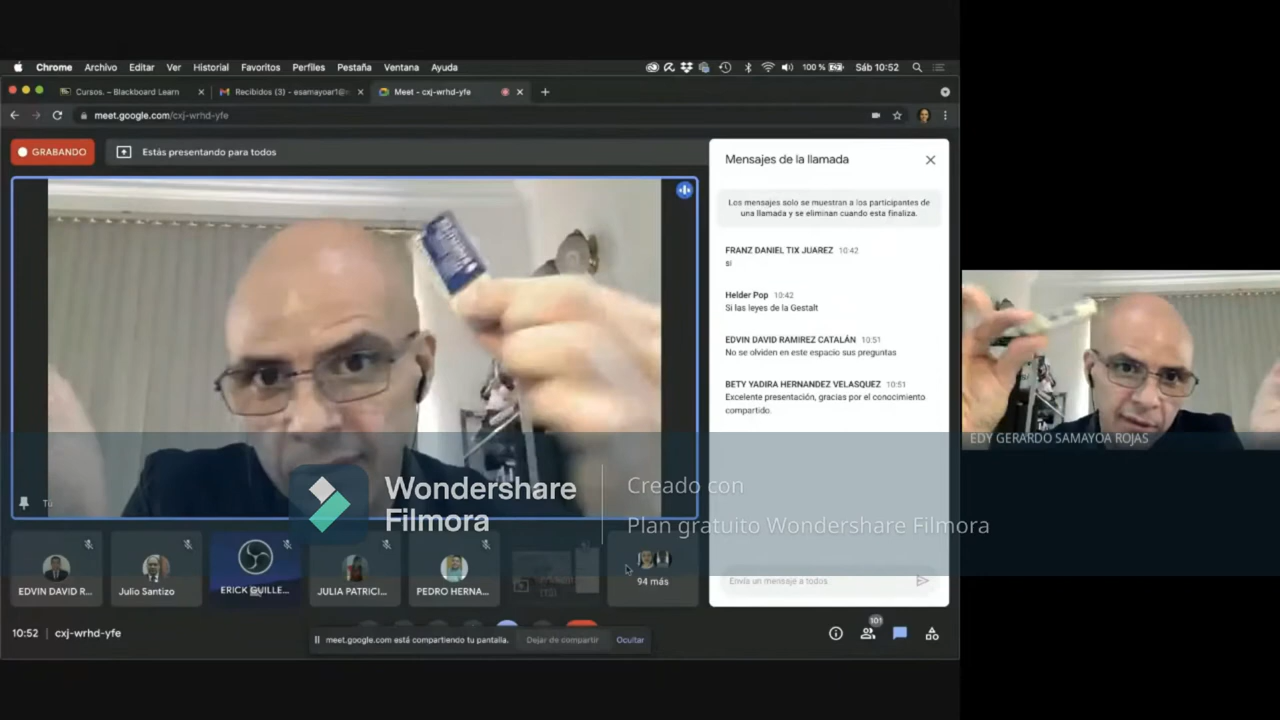 Chrome Archivo Editar Ver Historial Favoritos Perfiles Pestaña Ventana Ayuda 100 % Sáb 10:52
Cursos. – Blackboard Learn Recibidos (3) - esamayoar1@ Meet - cxj-wrhd-yfe
meet.google.com/cxj-wrhd-yfe
GRABANDO Estás presentando para todos
Mensajes de la llamada
Los mensajes solo se muestran a los participantes de
una llamada y se eliminan cuando esta finaliza.
FRANZ DANIEL TIX JUAREZ 10:42
si
Helder Pop 10:42
Si las leyes de la Gestalt
EDVIN DAVID RAMIREZ CATALÁN 10:51
No se olviden en este espacio sus preguntas
BETY YADIRA HERNANDEZ VELASQUEZ 10:51
Excelente presentación, gracias por el conocimiento
compartido.
EDY GERARDO SAMAYOA ROJAS
Tú
Wondershare
Filmora
Creado con
Plan gratuito Wondershare Filmora
EDVIN DAVID R... Julio Santizo ERICK GUILLE... JULIA PATRICI... PEDRO HERNA... 94 más
Envía un mensaje a todos
10:52 | cxj-wrhd-yfe
meet.google.com está compartiendo tu pantalla. Dejar de compartir Ocultar
101